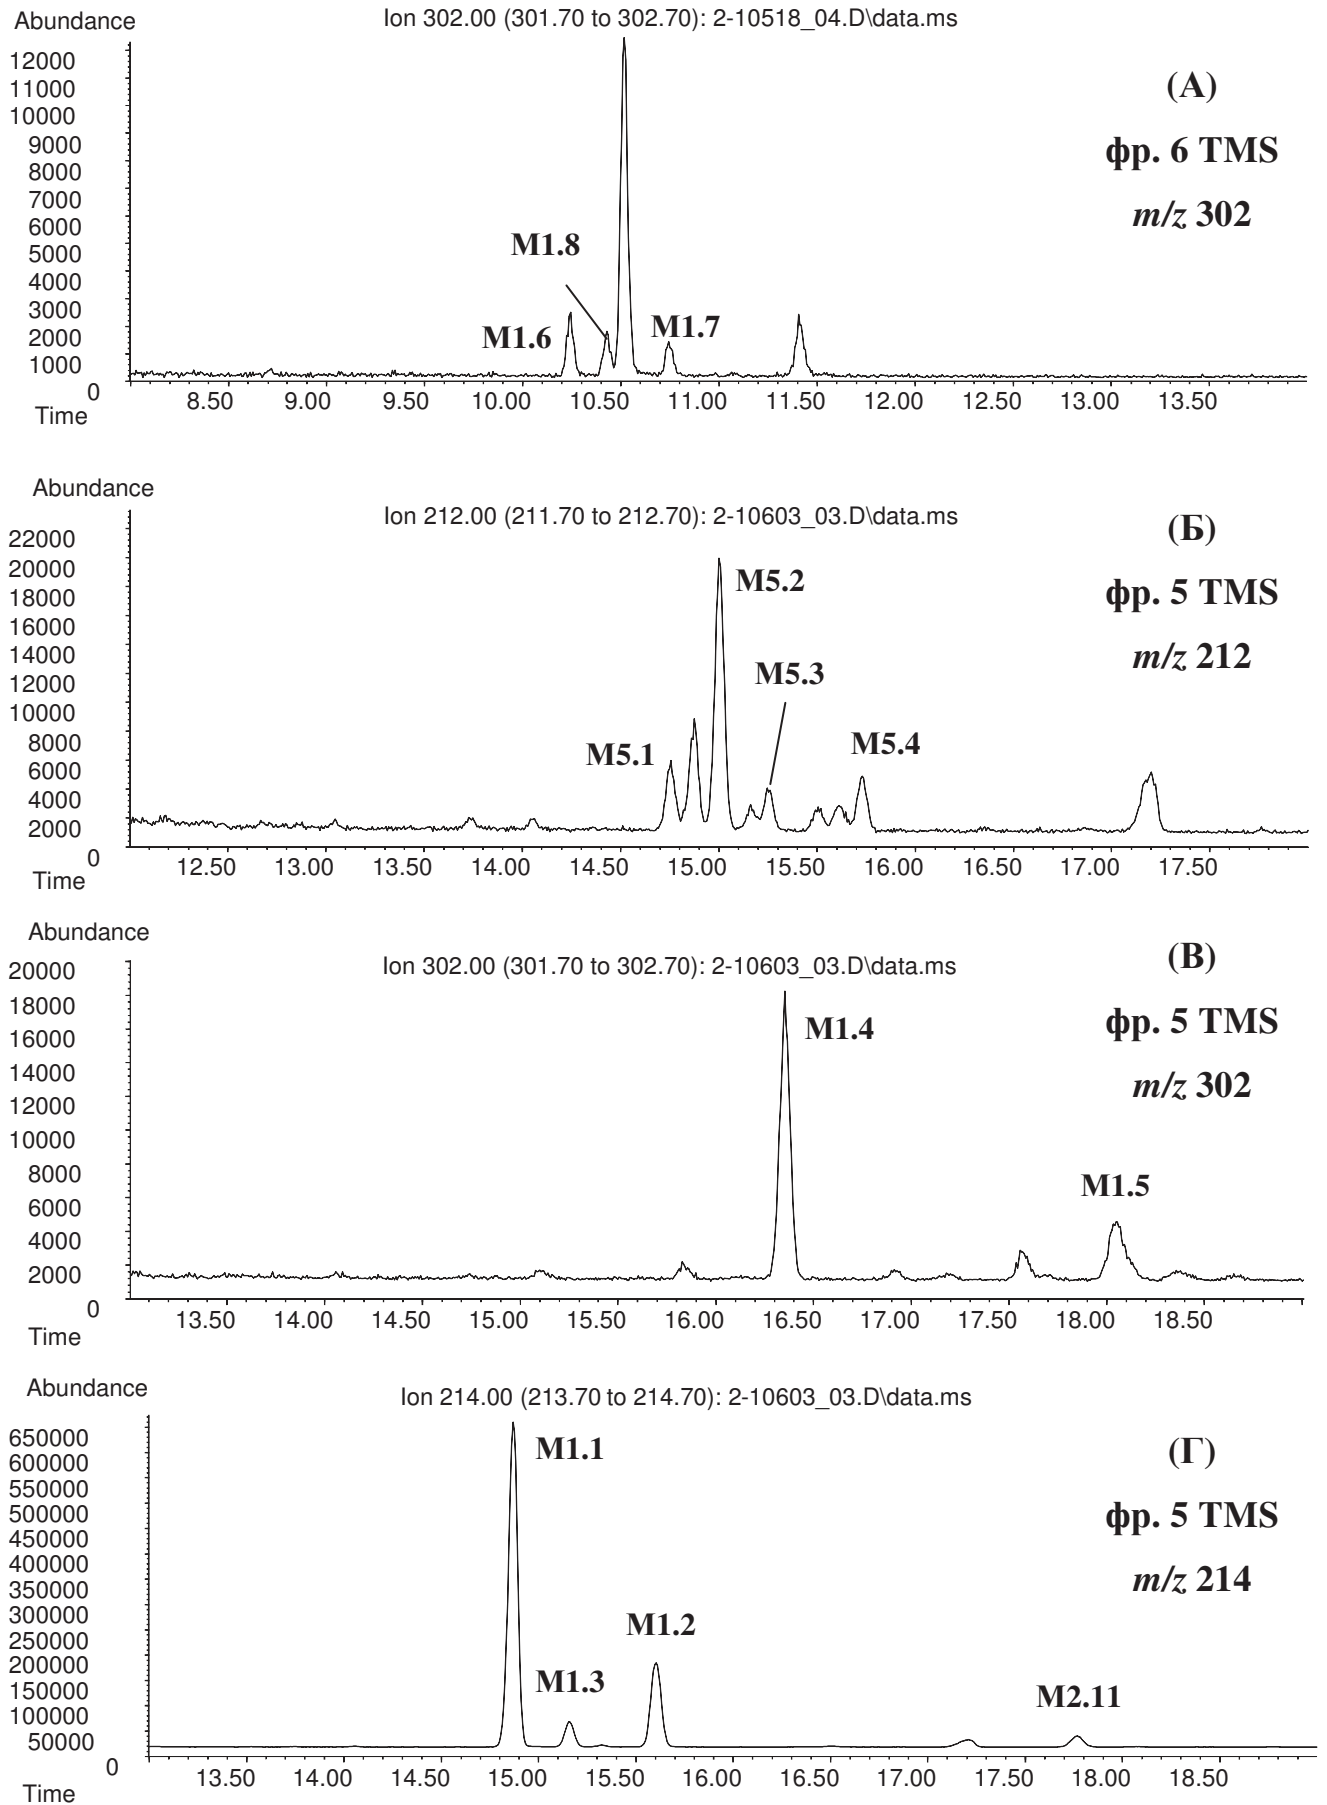 Abundance
Ion 302.00 (301.70 to 302.70): 2-10518_04.D\data.ms
12000
11000
10000
9000
8000
7000
6000
5000
4000
3000
2000
1000
0
Time
8.50 9.00 9.50 10.00 10.50 11.00 11.50 12.00 12.50 13.00 13.50
M1.8
M1.6
M1.7
(А)
фр. 6 TMS
m/z 302
Abundance
Ion 212.00 (211.70 to 212.70): 2-10603_03.D\data.ms
22000
20000
18000
16000
14000
12000
10000
8000
6000
4000
2000
0
Time
12.50 13.00 13.50 14.00 14.50 15.00 15.50 16.00 16.50 17.00 17.50
M5.2
M5.3
M5.1
M5.4
(Б)
фр. 5 TMS
m/z 212
Abundance
Ion 302.00 (301.70 to 302.70): 2-10603_03.D\data.ms
20000
18000
16000
14000
12000
10000
8000
6000
4000
2000
0
Time
13.50 14.00 14.50 15.00 15.50 16.00 16.50 17.00 17.50 18.00 18.50
M1.4
M1.5
(В)
фр. 5 TMS
m/z 302
Abundance
Ion 214.00 (213.70 to 214.70): 2-10603_03.D\data.ms
650000
600000
550000
500000
450000
400000
350000
300000
250000
200000
150000
100000
50000
0
Time
13.50 14.00 14.50 15.00 15.50 16.00 16.50 17.00 17.50 18.00 18.50
M1.1
M1.2
M1.3
M2.11
(Г)
фр. 5 TMS
m/z 214